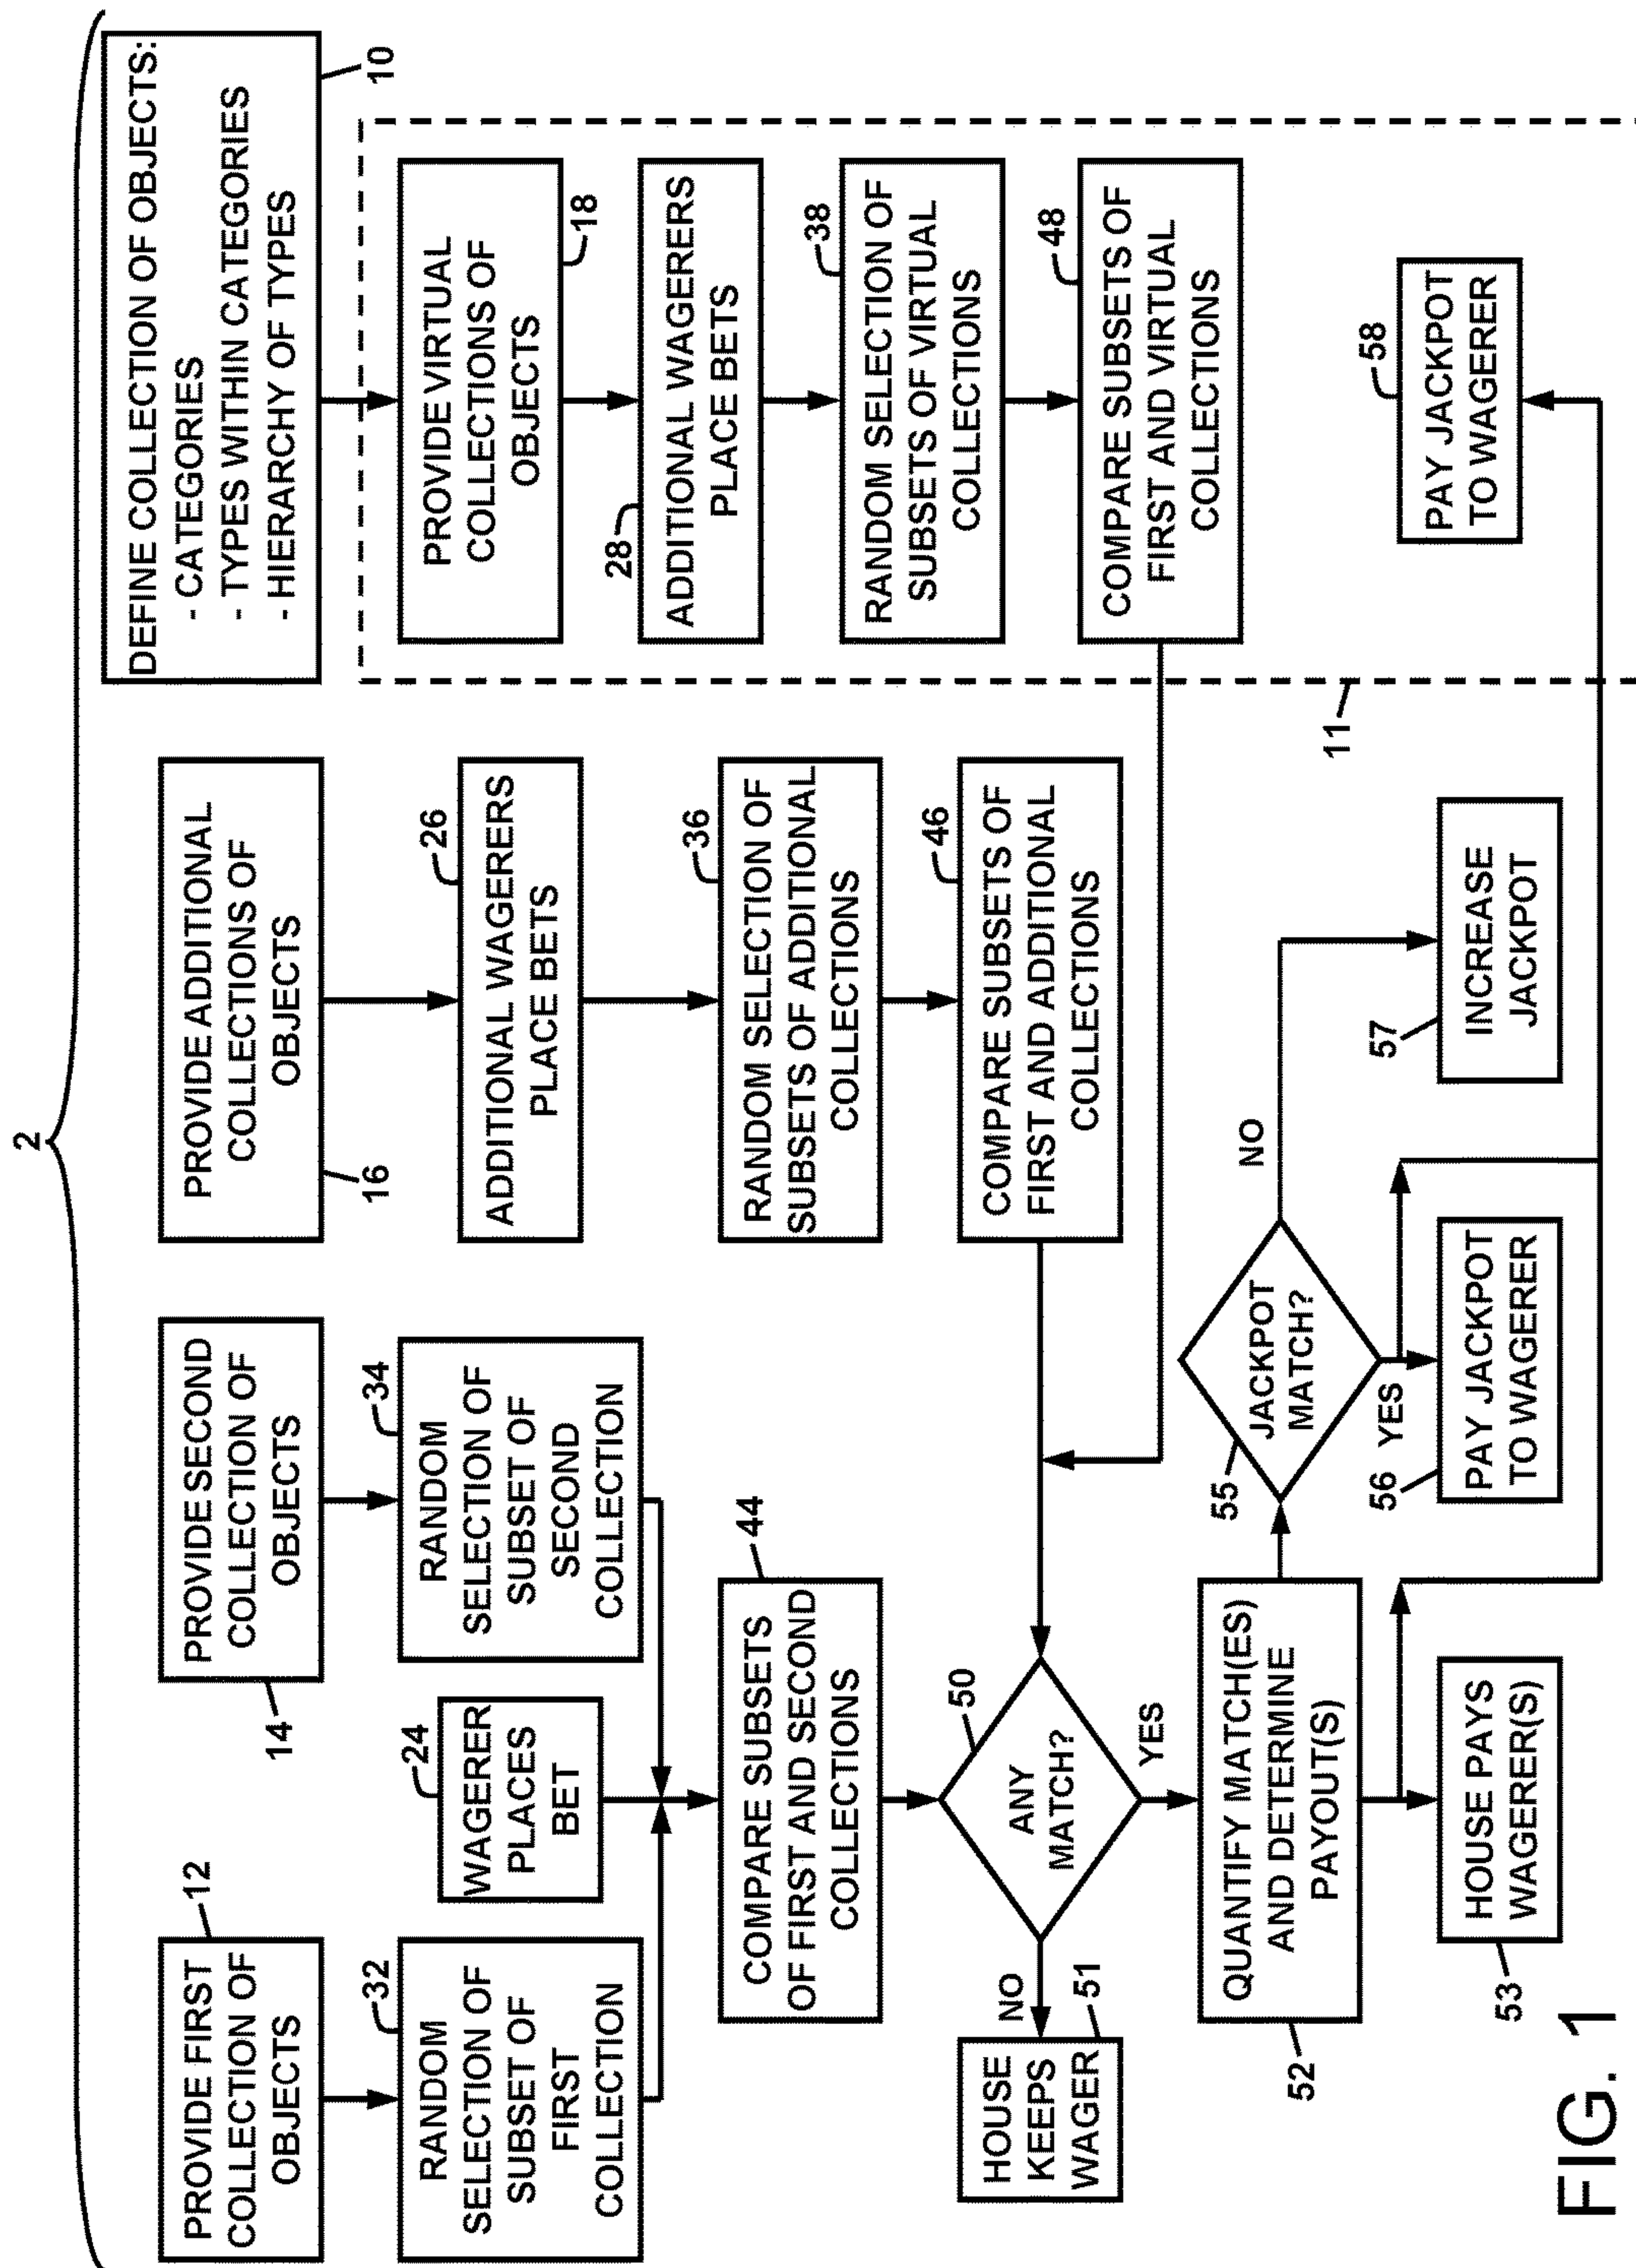 2
PROVIDE FIRST
COLLECTION OF
OBJECTS
12
PROVIDE SECOND
COLLECTION OF
OBJECTS
14
PROVIDE ADDITIONAL
COLLECTIONS OF
OBJECTS
16
DEFINE COLLECTION OF OBJECTS:
- CATEGORIES
- TYPES WITHIN CATEGORIES
- HIERARCHY OF TYPES
10
RANDOM
SELECTION OF
SUBSET OF
FIRST
COLLECTION
32
WAGERER
PLACES
BET
24
RANDOM
SELECTION OF
SUBSET OF
SECOND
COLLECTION
34
ADDITIONAL WAGERERS
PLACE BETS
26
PROVIDE VIRTUAL
COLLECTIONS OF
OBJECTS
18
ADDITIONAL WAGERERS
PLACE BETS
28
COMPARE SUBSETS
OF FIRST AND SECOND
COLLECTIONS
44
RANDOM SELECTION OF
SUBSETS OF ADDITIONAL
COLLECTIONS
36
RANDOM SELECTION OF
SUBSETS OF VIRTUAL
COLLECTIONS
38
COMPARE SUBSETS OF
FIRST AND ADDITIONAL
COLLECTIONS
46
COMPARE SUBSETS OF
FIRST AND VIRTUAL
COLLECTIONS
48
HOUSE
KEEPS
WAGER
51
NO
ANY
MATCH?
50
YES
QUANTIFY MATCH(ES)
AND DETERMINE
PAYOUT(S)
52
JACKPOT
MATCH?
55
NO
YES
11
HOUSE PAYS
WAGERER(S)
53
PAY JACKPOT
TO WAGERER
56
INCREASE
JACKPOT
57
PAY JACKPOT
TO WAGERER
58
FIG. 1